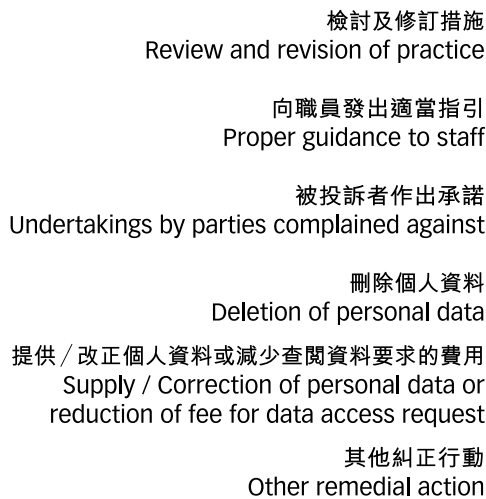 檢討及修訂措施
Review and revision of practice
向職員發出適當指引
Proper guidance to staff
被投訴者作出承諾
Undertakings by parties complained against
刪除個人資料
Deletion of personal data
提供／改正個人資料或減少查閱資料要求的費用
Supply / Correction of personal data or
reduction of fee for data access request
其他糾正行動
Other remedial action